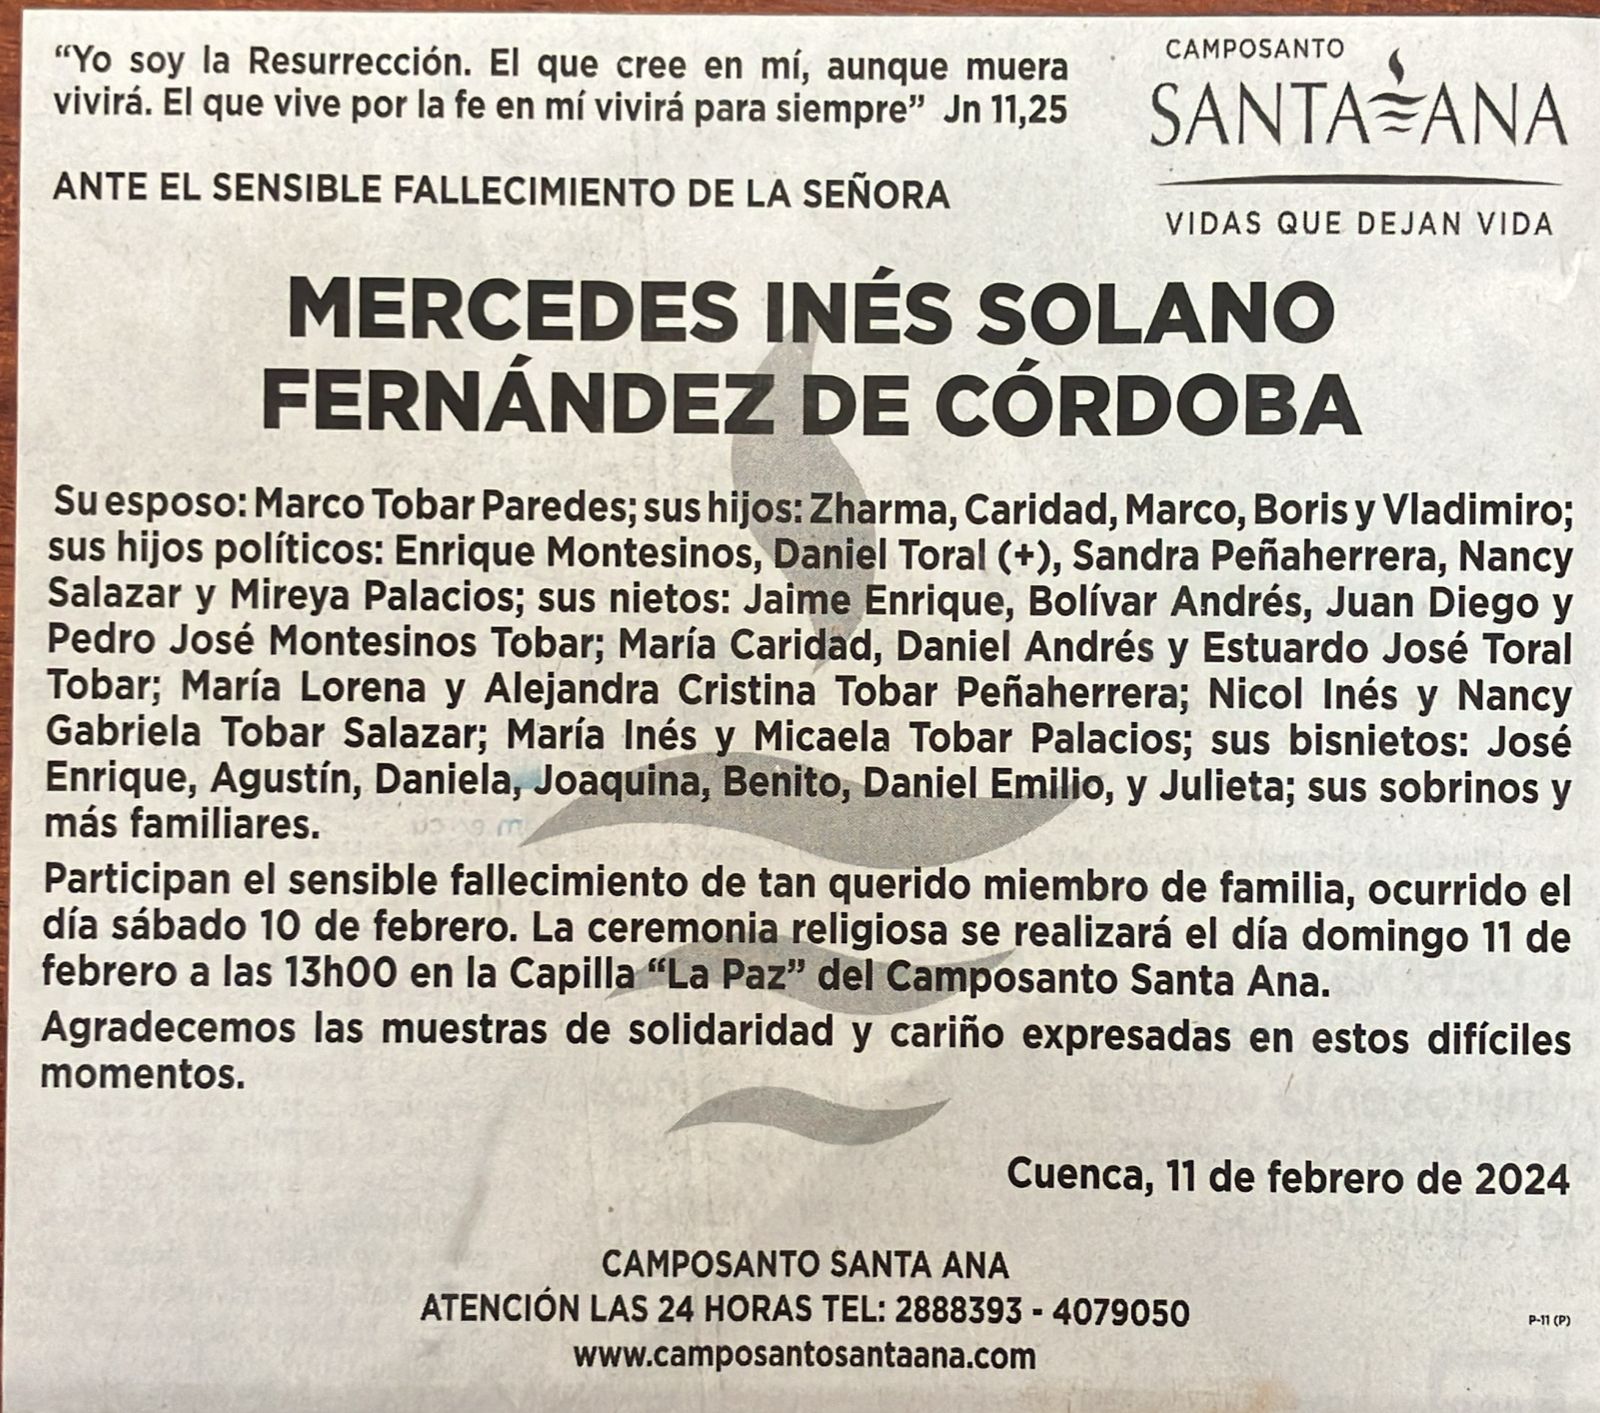 “Yo soy la Resurrección. El que cree en mí, aunque muera
vivirá. El que vive por la fe en mí vivirá para siempre” Jn 11,25
CAMPOSANTO
SANTA ANA
VIDAS QUE DEJAN VIDA
ANTE EL SENSIBLE FALLECIMIENTO DE LA SEÑORA
MERCEDES INÉS SOLANO
FERNÁNDEZ DE CÓRDOBA
Su esposo: Marco Tobar Paredes; sus hijos: Zharma, Caridad, Marco, Boris y Vladimiro;
sus hijos políticos: Enrique Montesinos, Daniel Toral (+), Sandra Peñaherrera, Nancy
Salazar y Mireya Palacios; sus nietos: Jaime Enrique, Bolívar Andrés, Juan Diego y
Pedro José Montesinos Tobar; María Caridad, Daniel Andrés y Estuardo José Toral
Tobar; María Lorena y Alejandra Cristina Tobar Peñaherrera; Nicol Inés y Nancy
Gabriela Tobar Salazar; María Inés y Micaela Tobar Palacios; sus bisnietos: José
Enrique, Agustín, Daniela, Joaquina, Benito, Daniel Emilio, y Julieta; sus sobrinos y
más familiares.
Participan el sensible fallecimiento de tan querido miembro de familia, ocurrido el
día sábado 10 de febrero. La ceremonia religiosa se realizará el día domingo 11 de
febrero a las 13h00 en la Capilla “La Paz” del Camposanto Santa Ana.
Agradecemos las muestras de solidaridad y cariño expresadas en estos difíciles
momentos.
Cuenca, 11 de febrero de 2024
CAMPOSANTO SANTA ANA
ATENCIÓN LAS 24 HORAS TEL: 2888393 - 4079050
www.camposantosantaana.com
P-11 (P)